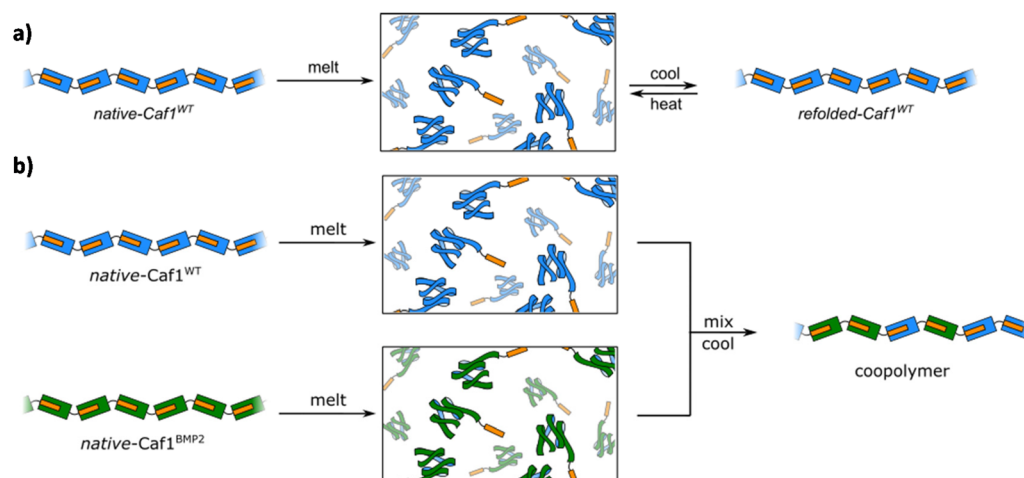 a)
melt
cool
heat
native-Caf1WT
refolded-Caf1WT
b)
melt
native-Caf1WT
mix
cool
coopolymer
melt
native-Caf1BMP2